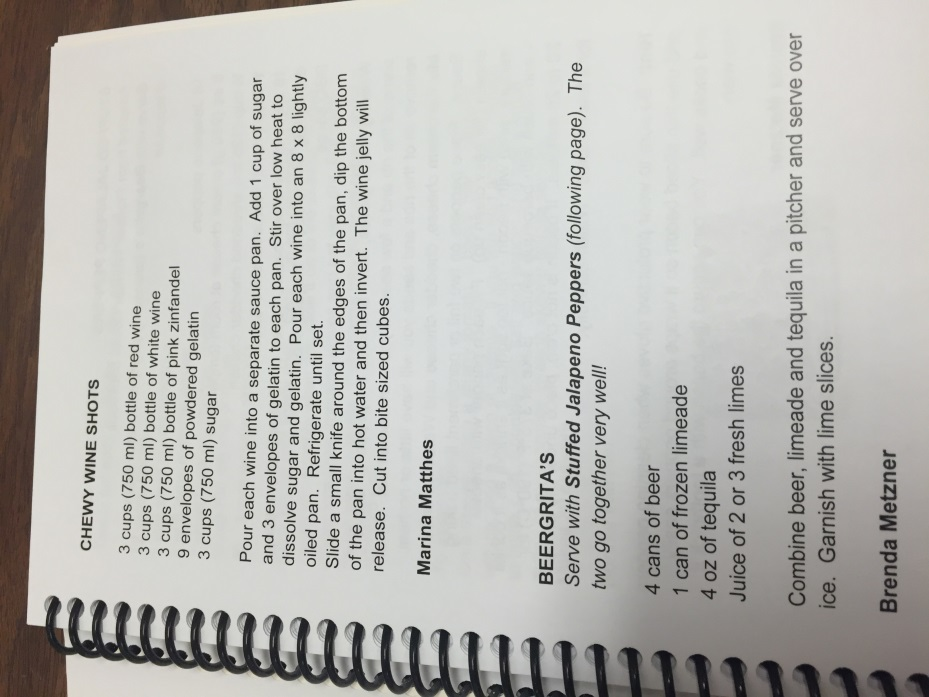 CHEWY WINE SHOTS
3 cups (750 ml) bottle of red wine
3 cups (750 ml) bottle of white wine
3 cups (750 ml) bottle of pink zinfandel
9 envelopes of powdered gelatin
3 cups (750 ml) sugar
Pour each wine into a separate sauce pan. Add 1 cup of sugar
and 3 envelopes of gelatin to each pan. Stir over low heat to
dissolve sugar and gelatin. Pour each wine into an 8 x 8 lightly
oiled pan. Refrigerate until set.
Slide a small knife around the edges of the pan, dip the bottom
of the pan into hot water and then invert. The wine jelly will
release. Cut into bite sized cubes.
Marina Matthes
BEERGRITA'S
Serve with Stuffed Jalapeno Peppers (following page). The
two go together very well!
4 cans of beer
1 can of frozen limeade
4 oz of tequila
Juice of 2 or 3 fresh limes
Combine beer, limeade and tequila in a pitcher and serve over
ice. Garnish with lime slices.
Brenda Metzner